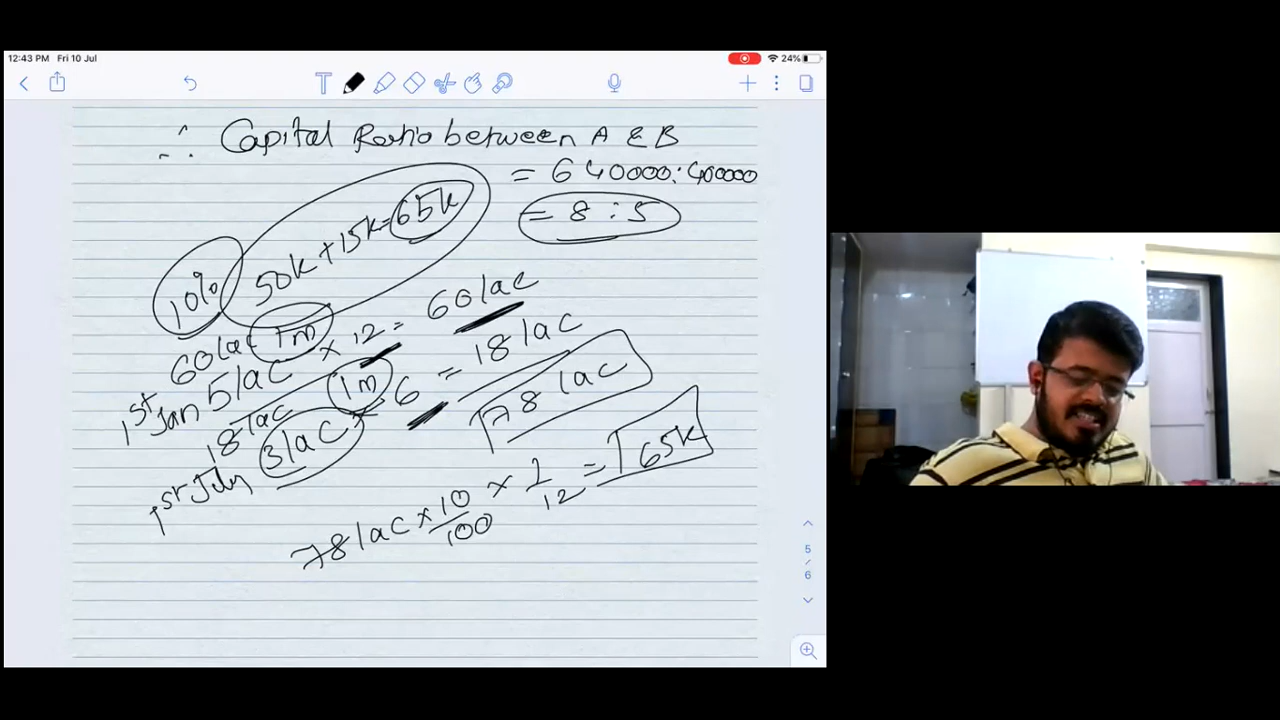 12:43 PM Fri 10 Jul
24%
T
∴ Capital Ratio between A & B
= 640000:400000
= 8 : 5
10% 50k + 15k = 65k
60 lac 1m
1st Jan 5 lac × 12 = 60 lac
18 lac 1m
1st July 3 lac × 6 = 18 lac
78 lac
78 lac × 10/100 × 1/12 = 65k
5
/
6